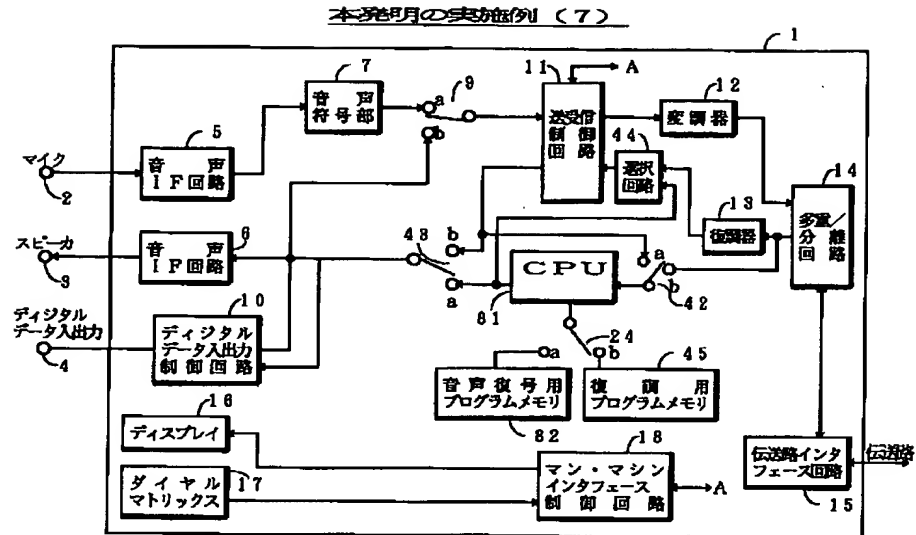 本発明の実施例（7）
1
7
音声
符号部
a
9
b
11
A
送受信
制御
回路
12
変調器
44
選択
回路
13
復調器
14
多重／
分離
回路
5
音声
IF回路
マイク
2
スピーカ
3
6
音声
IF回路
43
b
a
CPU
81
a
b
42
24
a
b
ディジタル
データ入出力
4
10
ディジタル
データ入出力
制御回路
音声復号用
プログラムメモリ
82
45
復調用
プログラムメモリ
16
ディスプレイ
17
ダイヤル
マトリックス
18
マン・マシン
インタフェース
制御回路
A
伝送路インタ
フェース回路
15
伝送路